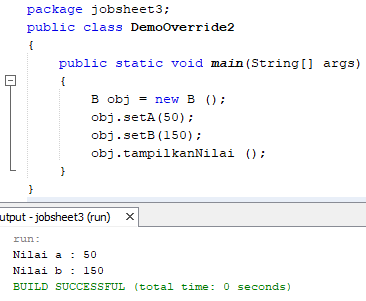 package jobsheet3;
public class DemoOverride2
{
public static void main(String[] args)
{
B obj = new B ();
obj.setA(50);
obj.setB(150);
obj.tampilkanNilai ();
}
}
utput - jobsheet3 (run) ×
run:
Nilai a : 50
Nilai b : 150
BUILD SUCCESSFUL (total time: 0 seconds)